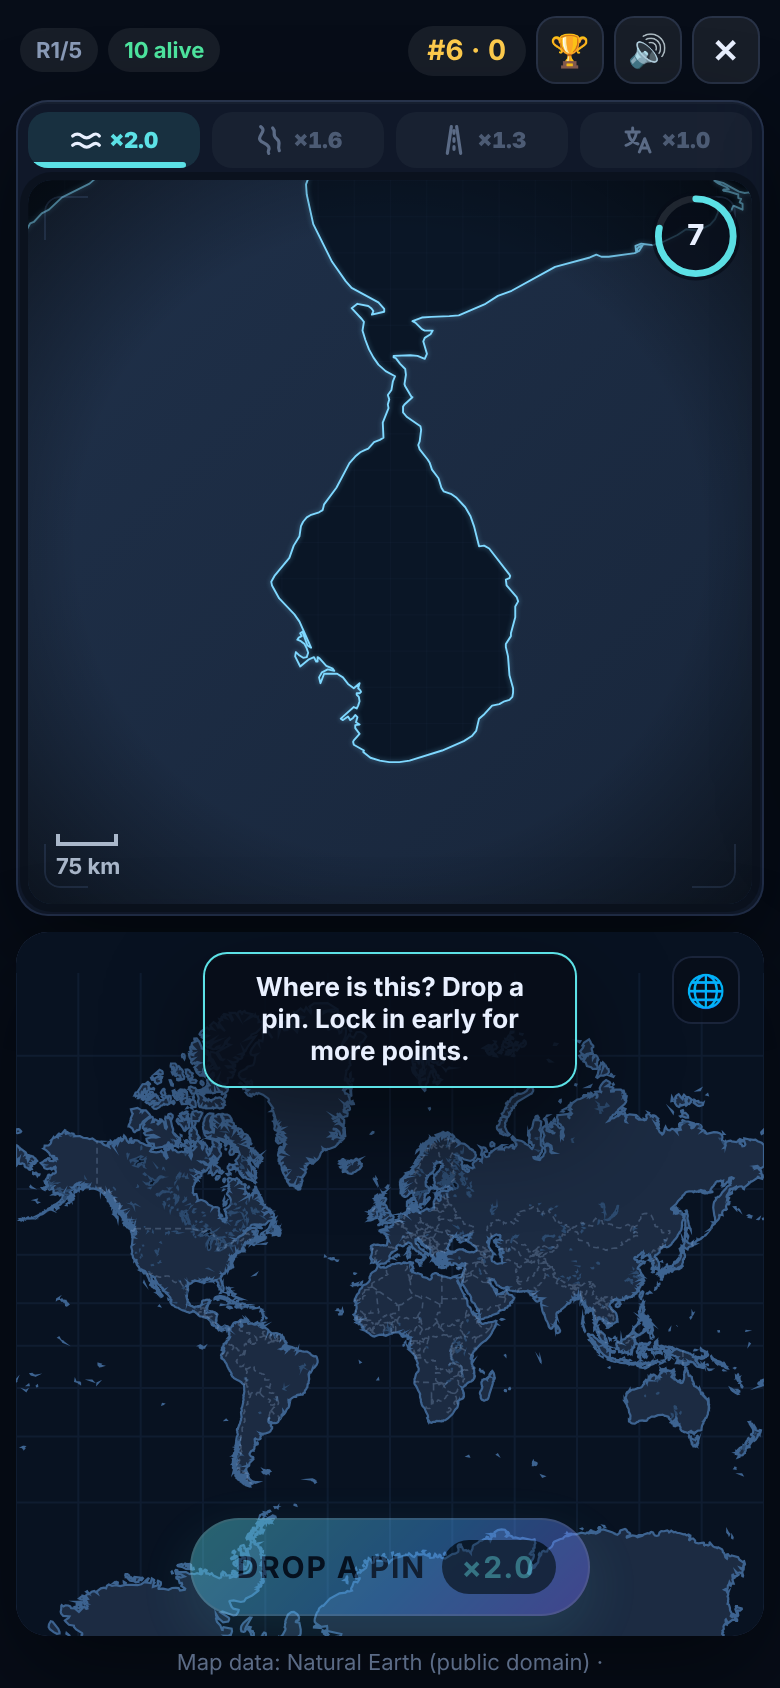 R1/5
10 alive
#6 · 0
×2.0
×1.6
×1.3
×1.0
7
75 km
Where is this? Drop a
pin. Lock in early for
more points.
DROP A PIN ×2.0
Map data: Natural Earth (public domain) ·